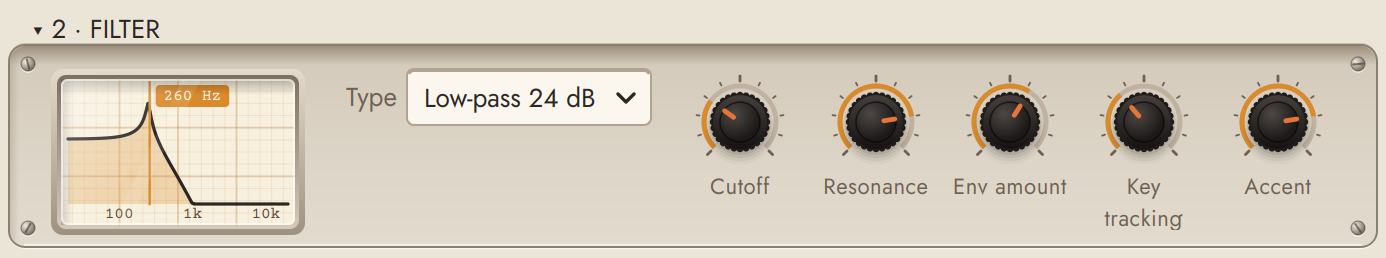 ▼ 2 · FILTER
260 Hz
100 1k 10k
Type Low-pass 24 dB
Cutoff Resonance Env amount Key tracking Accent